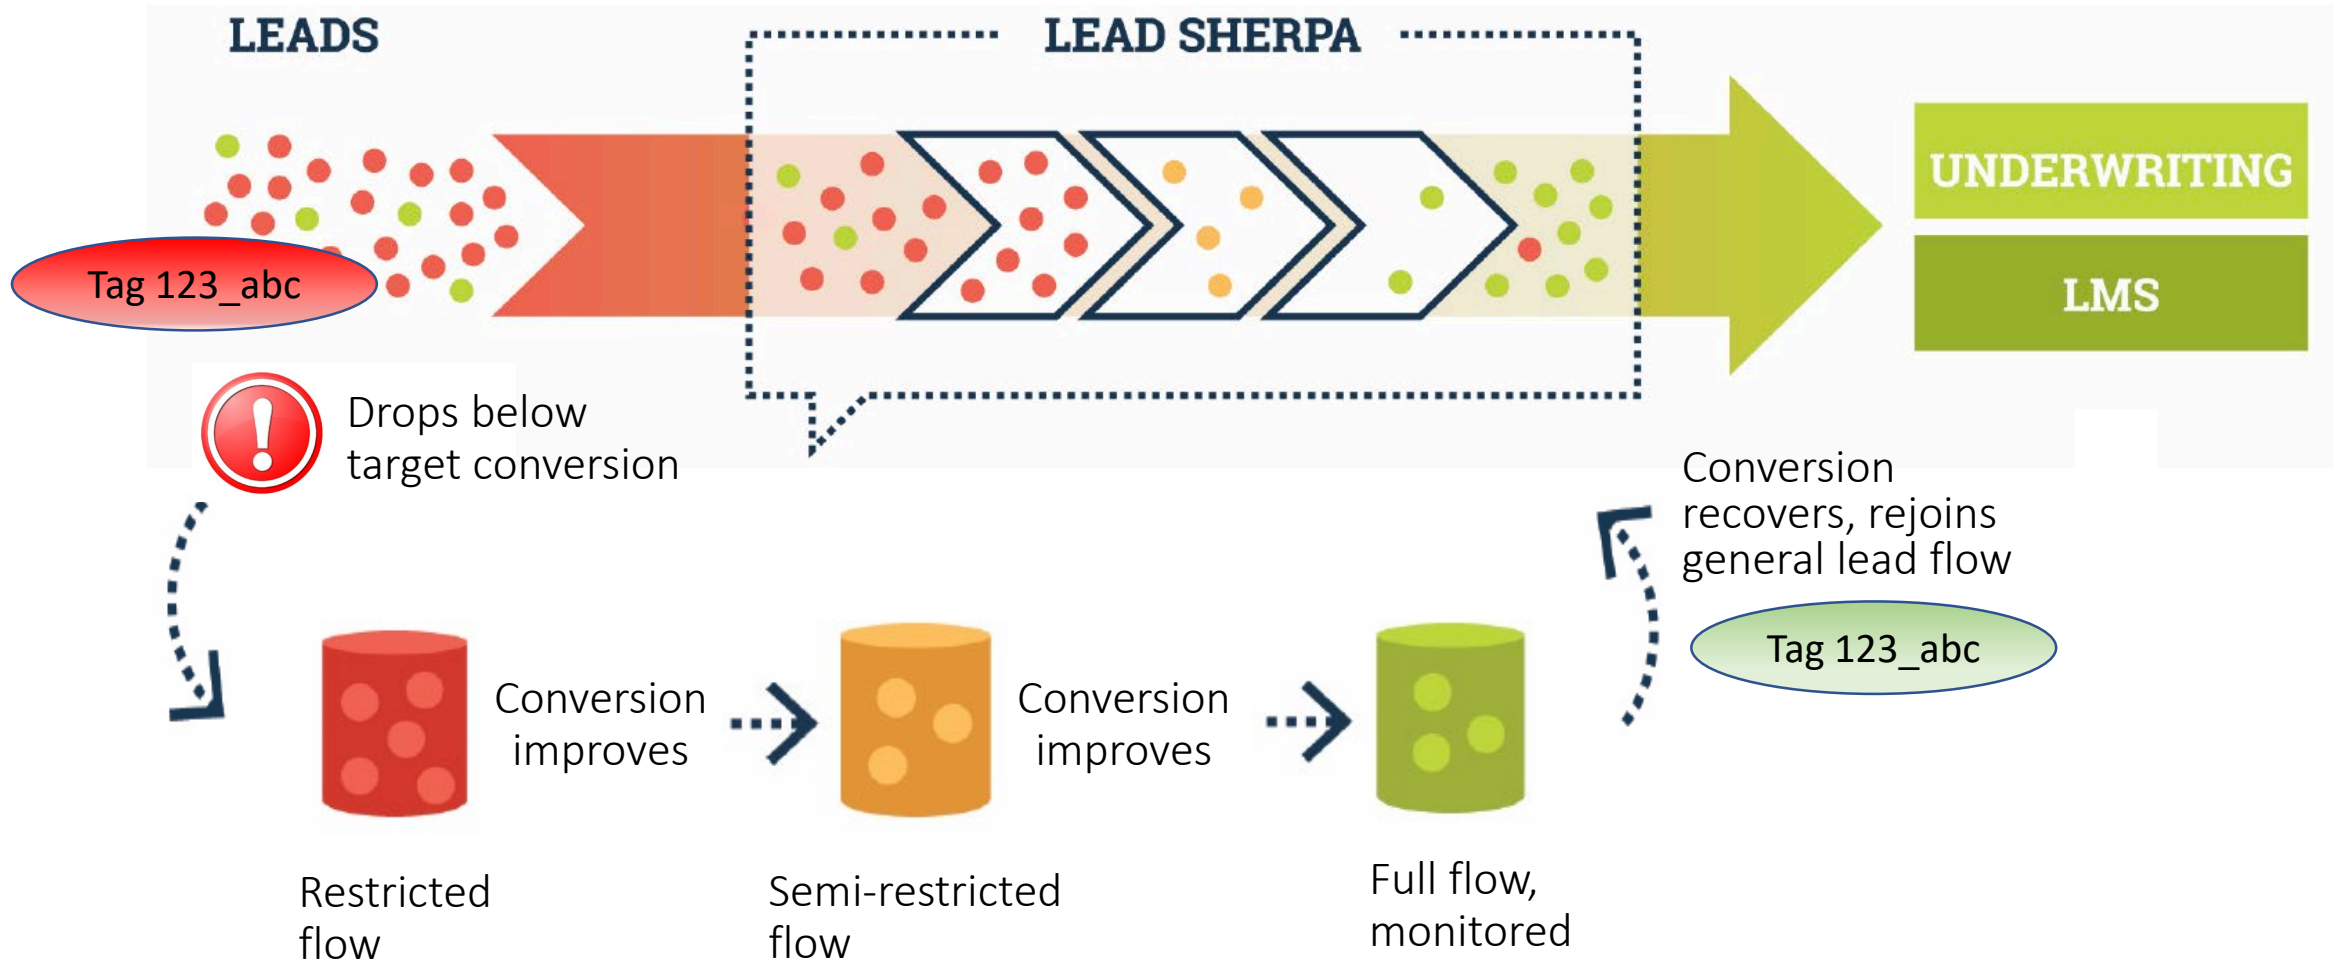 LEADS
LEAD SHERPA
UNDERWRITING
LMS
Tag 123_abc
Drops below
target conversion
Conversion
recovers, rejoins
general lead flow
Tag 123_abc
Conversion
improves
Conversion
improves
Restricted
flow
Semi-restricted
flow
Full flow,
monitored